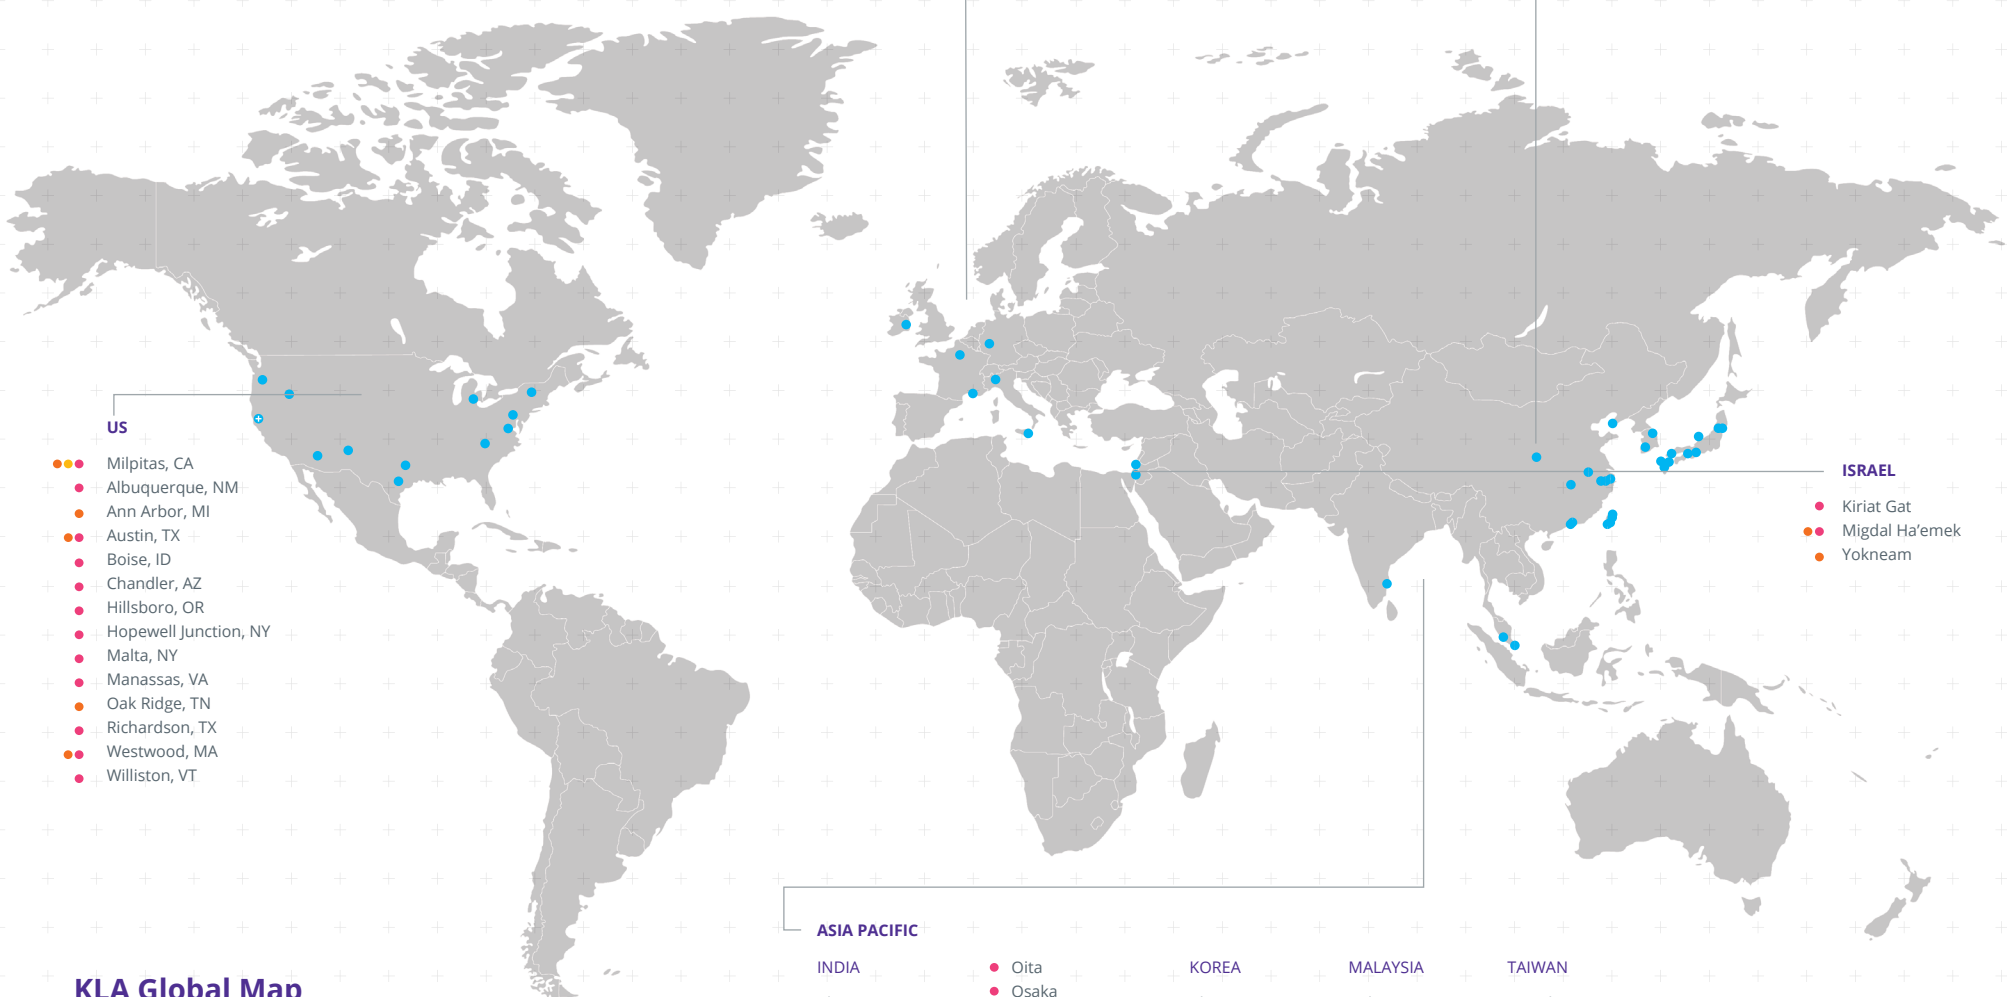 US
Milpitas, CA
Albuquerque, NM
Ann Arbor, MI
Austin, TX
Boise, ID
Chandler, AZ
Hillsboro, OR
Hopewell Junction, NY
Malta, NY
Manassas, VA
Oak Ridge, TN
Richardson, TX
Westwood, MA
Williston, VT
ISRAEL
Kiriat Gat
Migdal Ha’emek
Yokneam
ASIA PACIFIC
INDIA
Oita
Osaka
KOREA
MALAYSIA
TAIWAN
KLA Global Map